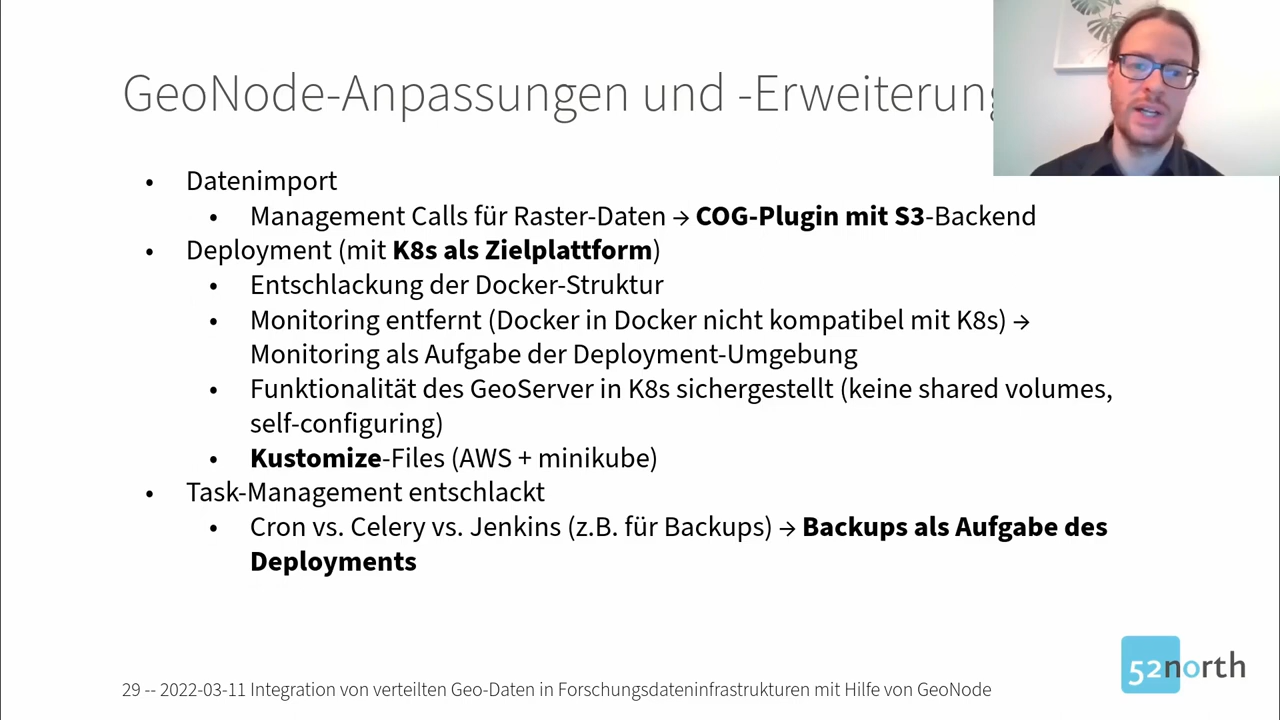 GeoNode-Anpassungen und -Erweiterung
• Datenimport
• Management Calls für Raster-Daten → COG-Plugin mit S3-Backend
• Deployment (mit K8s als Zielplattform)
• Entschlackung der Docker-Struktur
• Monitoring entfernt (Docker in Docker nicht kompatibel mit K8s) →
Monitoring als Aufgabe der Deployment-Umgebung
• Funktionalität des GeoServer in K8s sichergestellt (keine shared volumes,
self-configuring)
• Kustomize-Files (AWS + minikube)
• Task-Management entschlackt
• Cron vs. Celery vs. Jenkins (z.B. für Backups) → Backups als Aufgabe des
Deployments
52north
29 -- 2022-03-11 Integration von verteilten Geo-Daten in Forschungsdateninfrastrukturen mit Hilfe von GeoNode